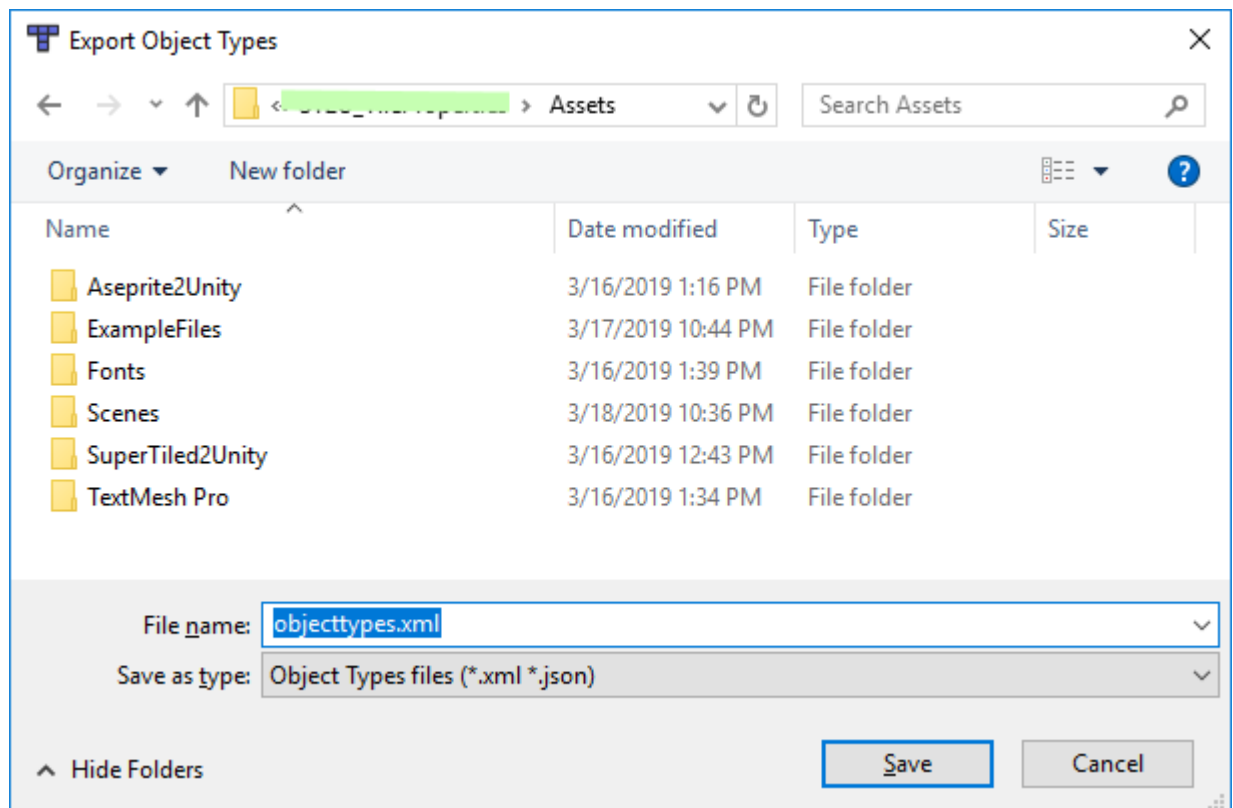 Export Object Types
Assets
Search Assets
Organize
New folder
Name Date modified Type Size
Aseprite2Unity 3/16/2019 1:16 PM File folder
ExampleFiles 3/17/2019 10:44 PM File folder
Fonts 3/16/2019 1:39 PM File folder
Scenes 3/18/2019 10:36 PM File folder
SuperTiled2Unity 3/16/2019 12:43 PM File folder
TextMesh Pro 3/16/2019 1:34 PM File folder
File name: objecttypes.xml
Save as type: Object Types files (*.xml *.json)
Hide Folders
Save
Cancel